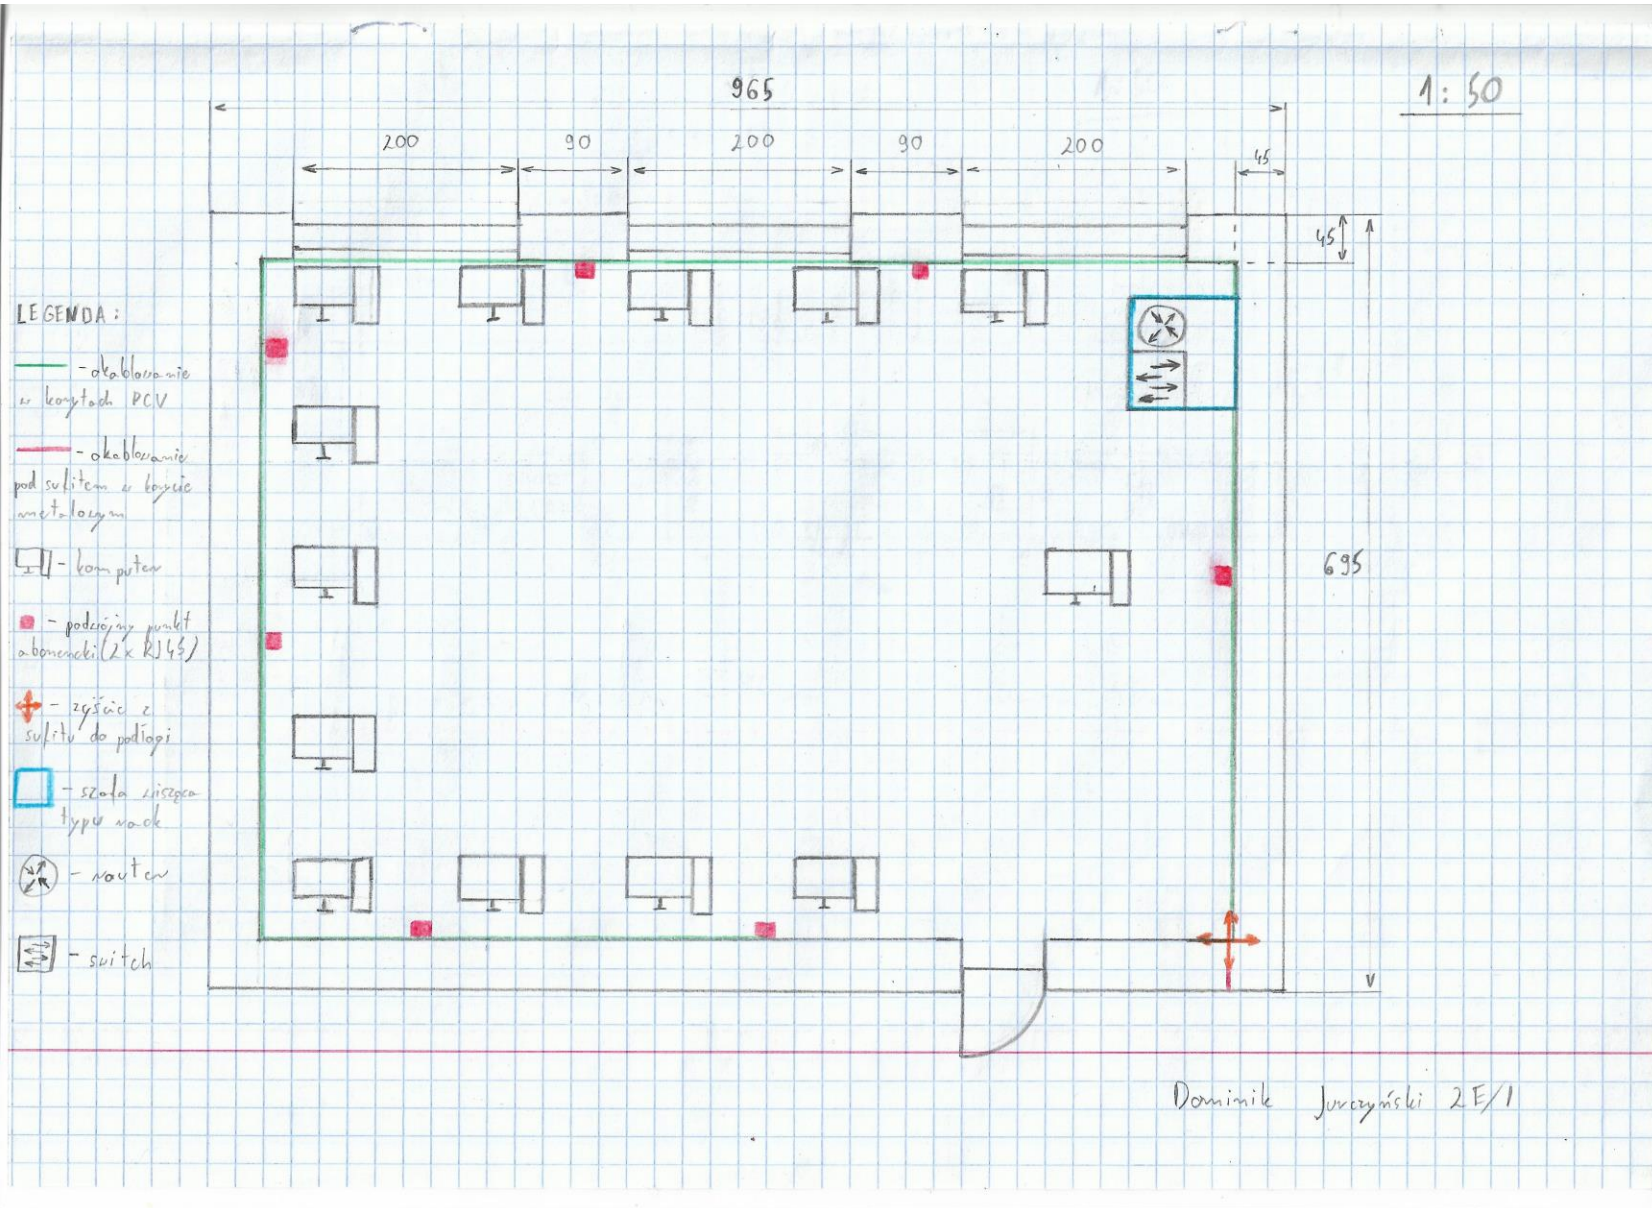 965
1:50
200
90
200
90
200
45
45
LEGENDA:
- okablowanie
w korytach PCV
- okablowanie
pod sufitem w korycie
metalowym
- komputer
695
- podwójny punkt
abonencki (2x RJ45)
- zejście z
sufitu do podłogi
- szafa wisząca
typu rack
- router
- switch
Dominik Jurczyński 2E/1